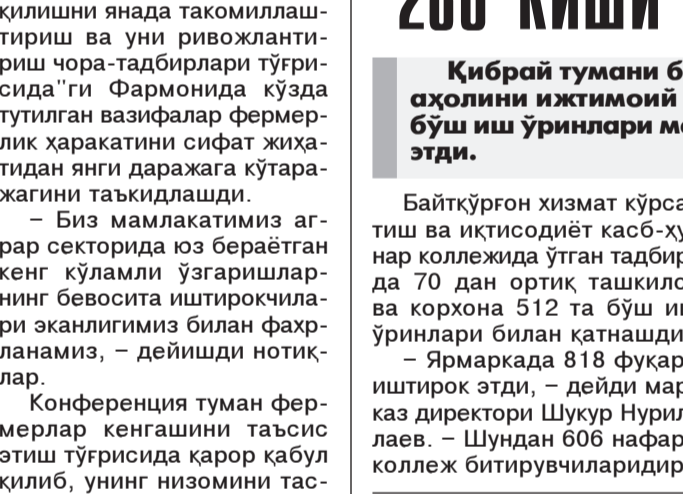 қилишни янада такомиллаш-
тириш ва уни ривожланти-
риш чора-тадбирлари тўғри-
сида"ги Фармонида кўзда
тутилган вазифалар фермер-
лик ҳаракатини сифат жиҳа-
тидан янги даражага кўтара-
жагини таъкидлашди.
– Биз мамлакатимиз аг-
рар секторида юз бераётган
кенг кўламли ўзгаришлар-
нинг бевосита иштирокчила-
ри эканлигимиз билан фахр-
ланамиз, – дейишди нотиқ-
лар.
Конференция туман фер-
мерлар кенгашини таъсис
этиш тўғрисида қарор қабул
қилиб, унинг низомини тас-
киши
Қибрай тумани б
аҳолини ижтимоий
бўш иш ўринлари м
этди.
Байтқўрғон хизмат кўрса
тиш ва иқтисодиёт касб-ҳу
нар коллежида ўтган тадбир
да 70 дан ортиқ ташкило
ва корхона 512 та бўш и
ўринлари билан қатнашди
– Ярмаркада 818 фуқар
иштирок этди, – дейди мар
каз директори Шукур Нурил
лаев. – Шундан 606 нафар
коллеж битирувчиларидир